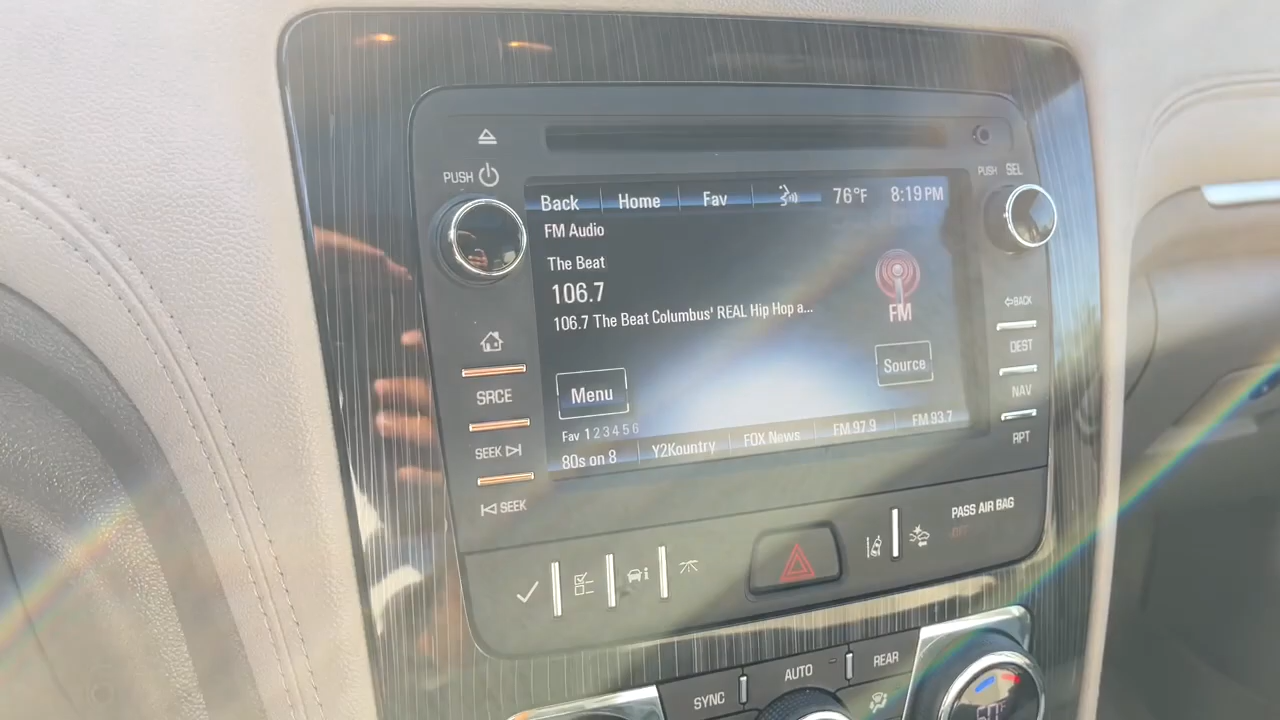 PUSH
PUSH SEL
Back Home Fav 76°F 8:19 PM
FM Audio
The Beat
106.7
106.7 The Beat Columbus' REAL Hip Hop a...
FM
BACK
DEST
NAV
RPT
SRCE
SEEK
SEEK
Menu
Source
Fav 1 2 3 4 5 6
80s on 8 Y2Kountry FOX News FM 97.9 FM 93.7
PASS AIR BAG
SYNC AUTO REAR